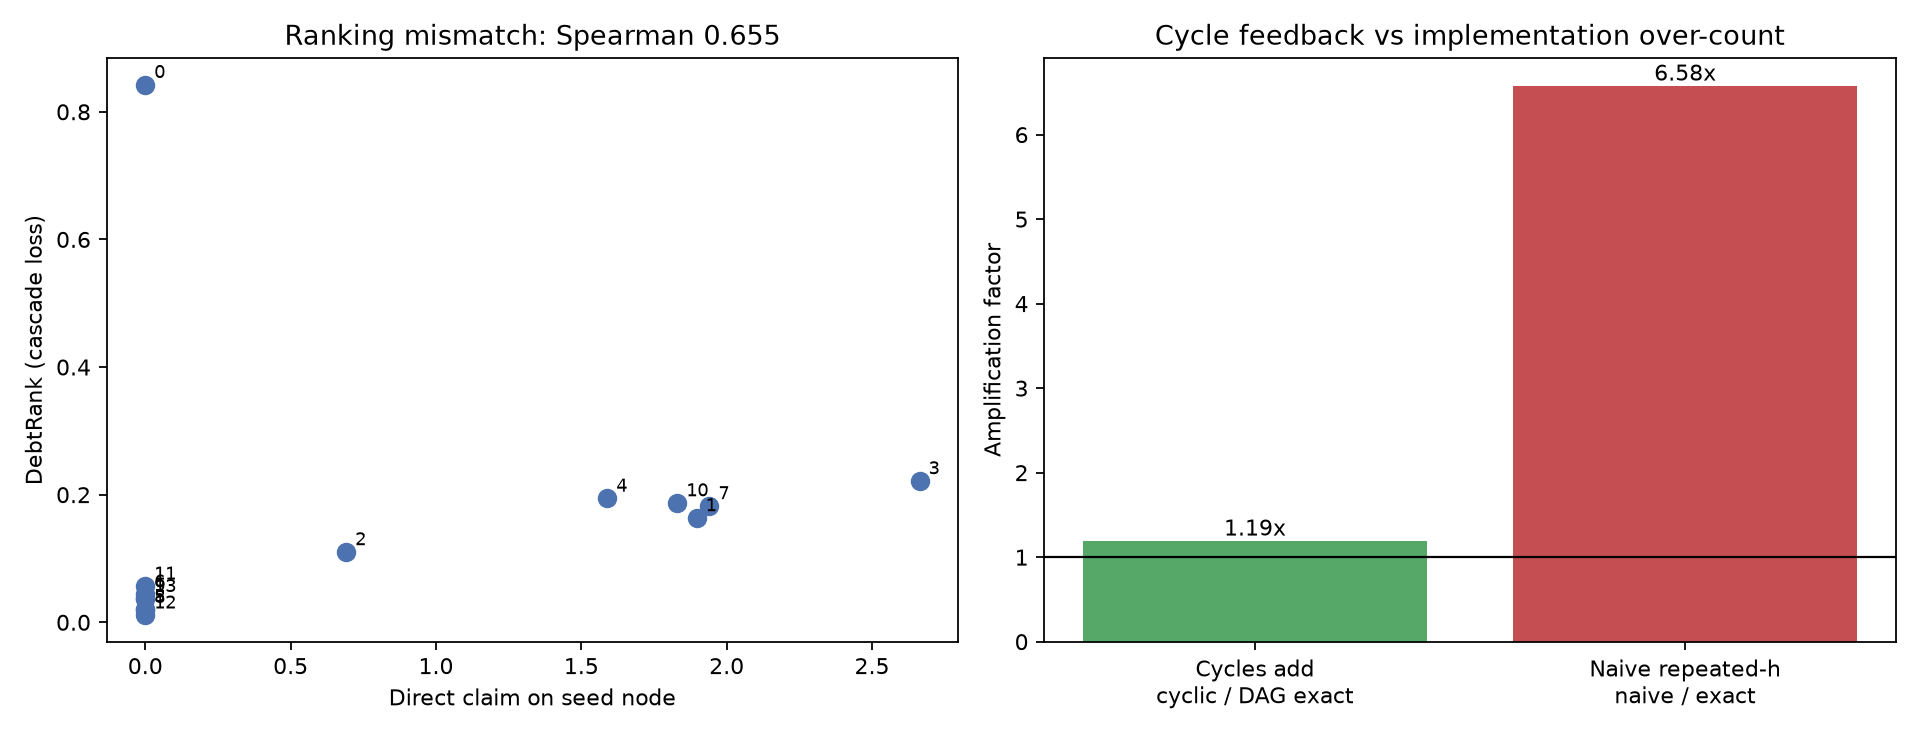 Ranking mismatch: Spearman 0.655
DebtRank (cascade loss)
0.8
0.6
0.4
0.2
0.0
0
3
4
10
7
1
2
11
13
12
0.0 0.5 1.0 1.5 2.0 2.5
Direct claim on seed node
Cycle feedback vs implementation over-count
Amplification factor
6
5
4
3
2
1
0
1.19x
6.58x
Cycles add
cyclic / DAG exact
Naive repeated-h
naive / exact